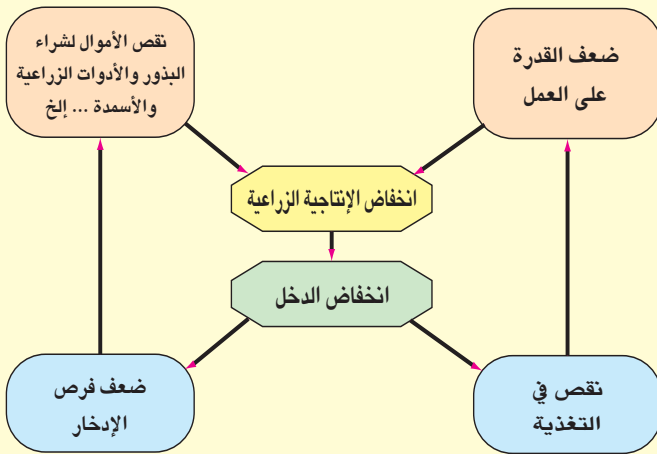 ضعف القدرة
على العمل
نقص الأموال لشراء
البذور والأدوات الزراعية
والأسمدة ... إلخ
انخفاض الإنتاجية الزراعية
انخفاض الدخل
نقص في
التغذية
ضعف فرص
الإدخار